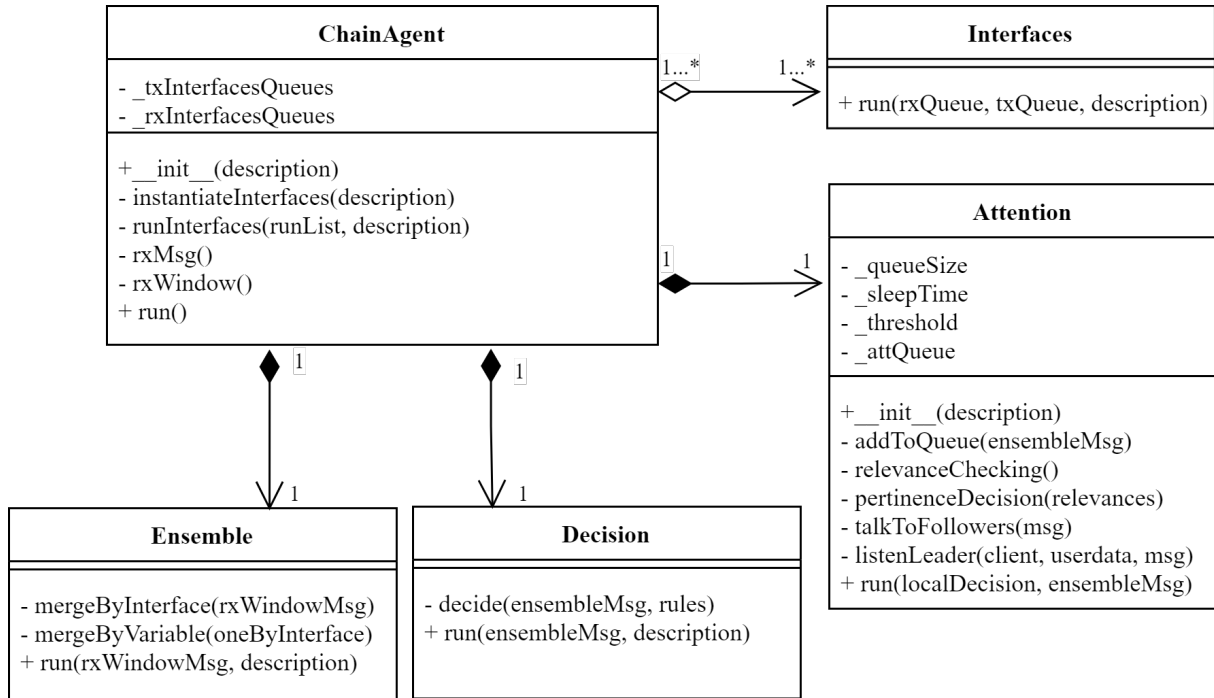 ChainAgent
- _txInterfacesQueues
- _rxInterfacesQueues
+__init__(description)
- instantiateInterfaces(description)
- runInterfaces(runList, description)
- rxMsg()
- rxWindow()
+ run()
1...*
1...*
Interfaces
+ run(rxQueue, txQueue, description)
1
1
Attention
- _queueSize
- _sleepTime
- _threshold
- _attQueue
+__init__(description)
- addToQueue(ensembleMsg)
- relevanceChecking()
- pertinenceDecision(relevances)
- talkToFollowers(msg)
- listenLeader(client, userdata, msg)
+ run(localDecision, ensembleMsg)
1
1
1
1
Ensemble
- mergeByInterface(rxWindowMsg)
- mergeByVariable(oneByInterface)
+ run(rxWindowMsg, description)
Decision
- decide(ensembleMsg, rules)
+ run(ensembleMsg, description)